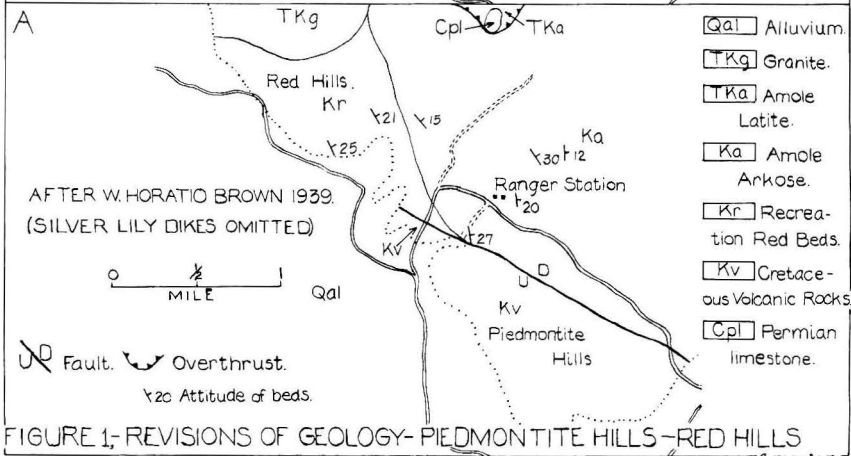 A
TKg
Cpl
TKa
Red Hills.
Kr
21
15
25
Ka
30
12
Ranger Station
20
AFTER W. HORATIO BROWN 1939.
(SILVER LILY DIKES OMITTED)
Kv
27
0 ½ 1
MILE
Qal
U D
Kv
Piedmontite
Hills
U D Fault. Overthrust.
20 Attitude of beds.
Qal Alluvium.
TKg Granite.
TKa Amole
Latite.
Ka Amole
Arkose.
Kr Recrea-
tion Red Beds.
Kv Cretace-
ous Volcanic Rocks.
Cpl Permian
limestone.
FIGURE 1,-REVISIONS OF GEOLOGY-PIEDMONTITE HILLS-RED HILLS